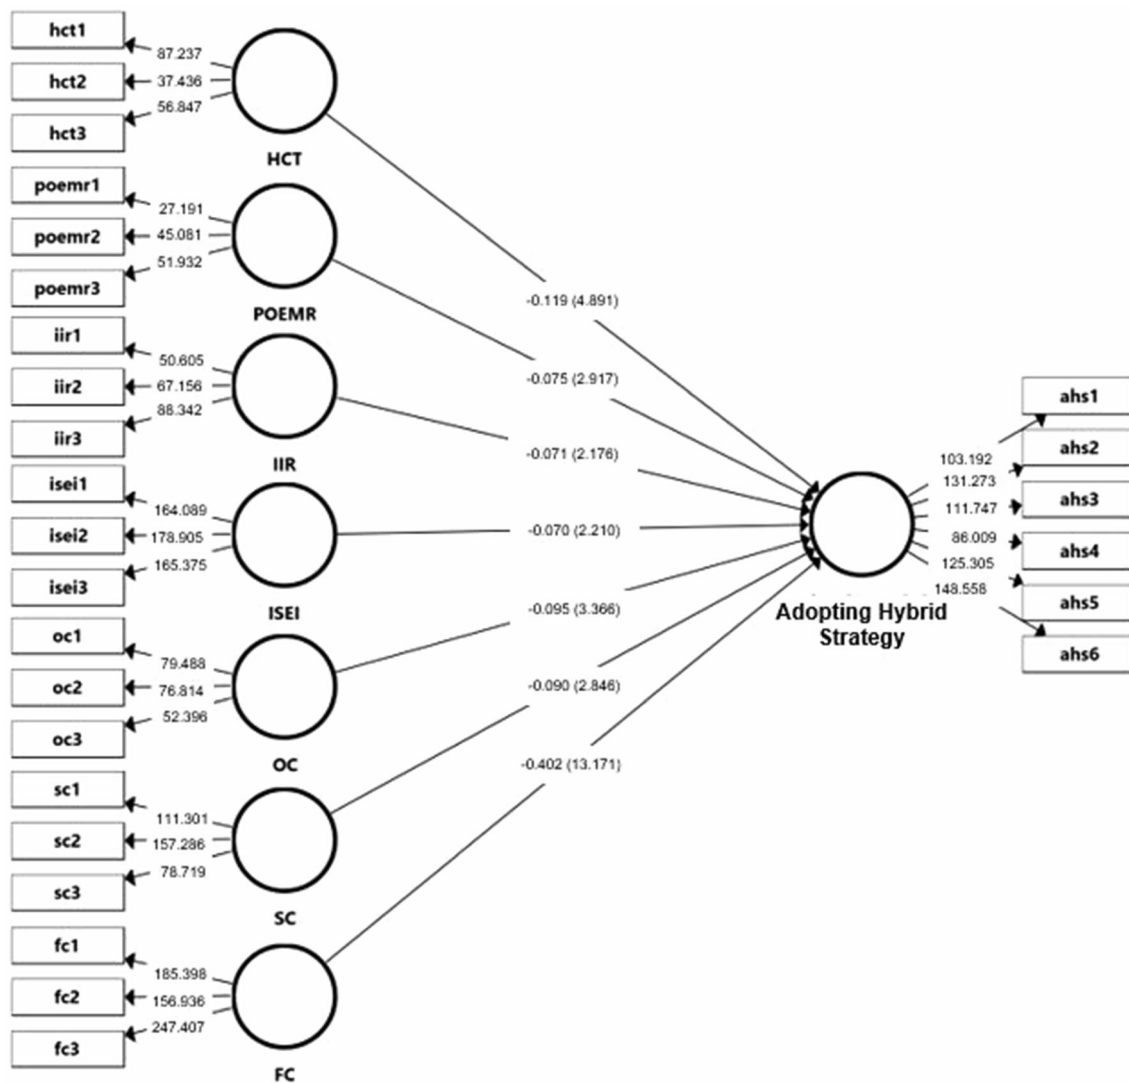 hct1
87.237
hct2
37.436
56.847
hct3
HCT
poemr1
27.191
poemr2
45.081
51.932
poemr3
POEMR
iir1
50.605
iir2
67.156
88.342
iir3
IIR
isei1
164.089
isei2
178.905
165.375
isei3
ISEI
oc1
79.488
oc2
76.814
52.396
oc3
OC
sc1
111.301
sc2
157.286
78.719
sc3
SC
fc1
185.398
fc2
156.936
247.407
fc3
FC
-0.119 (4.891)
-0.075 (2.917)
-0.071 (2.176)
-0.070 (2.210)
-0.095 (3.366)
-0.090 (2.846)
-0.402 (13.171)
Adopting Hybrid
Strategy
103.192
131.273
111.747
86.009
125.305
148.558
ahs1
ahs2
ahs3
ahs4
ahs5
ahs6